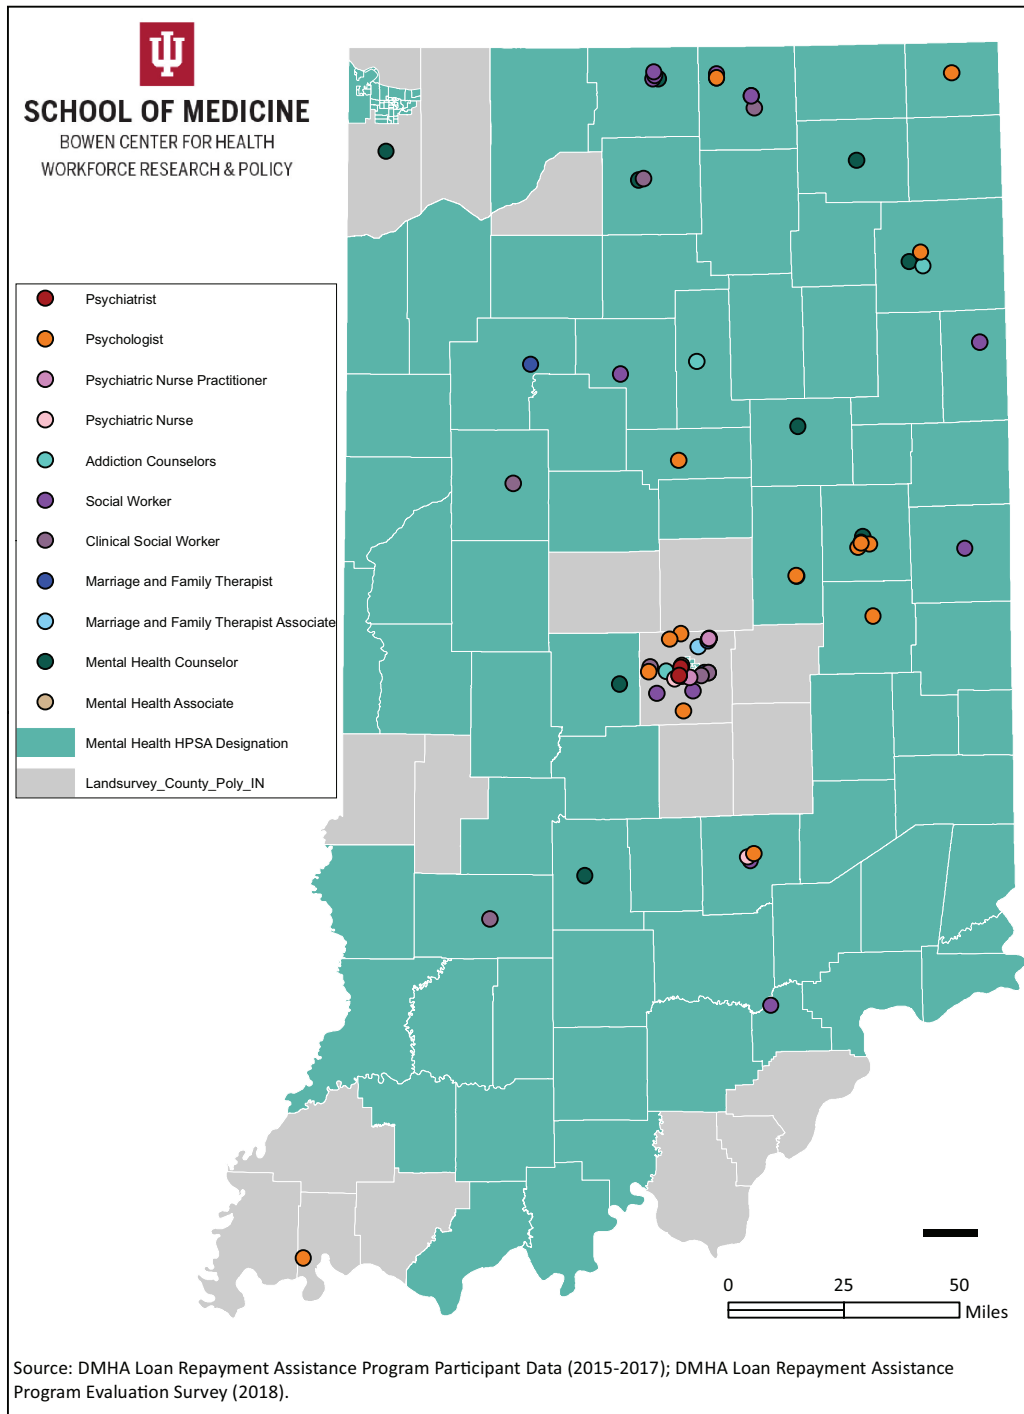 SCHOOL OF MEDICINE
BOWEN CENTER FOR HEALTH
WORKFORCE RESEARCH & POLICY
Psychiatrist
Psychologist
Psychiatric Nurse Practitioner
Psychiatric Nurse
Addiction Counselors
Social Worker
Clinical Social Worker
Marriage and Family Therapist
Marriage and Family Therapist Associate
Mental Health Counselor
Mental Health Associate
Mental Health HPSA Designation
Landsurvey_County_Poly_IN
0 25 50
Miles
Source: DMHA Loan Repayment Assistance Program Participant Data (2015-2017); DMHA Loan Repayment Assistance
Program Evaluation Survey (2018).